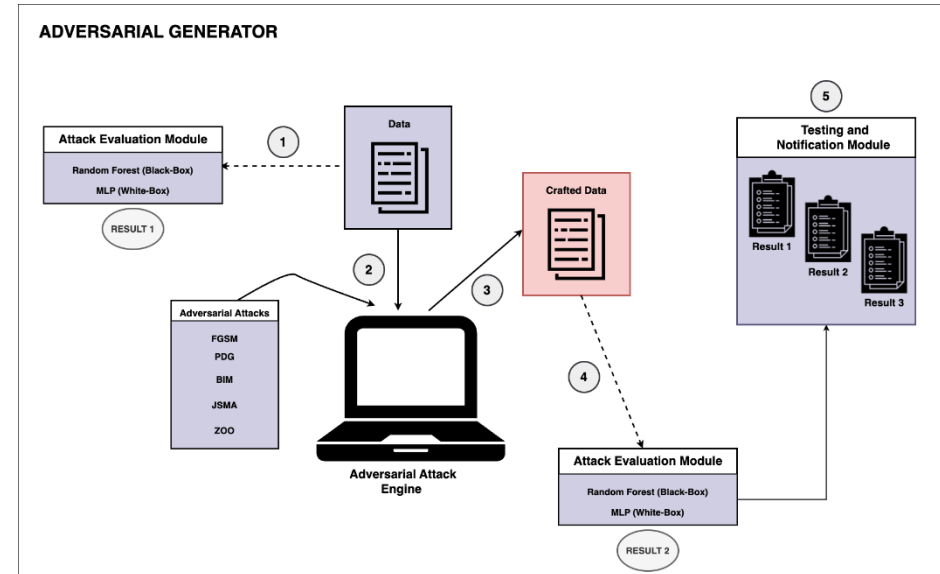 ADVERSARIAL GENERATOR
Attack Evaluation Module
Random Forest (Black-Box)
MLP (White-Box)
RESULT 1
1
Data
2
Adversarial Attacks
FGSM
PDG
BIM
JSMA
ZOO
Adversarial Attack
Engine
3
Crafted Data
4
Attack Evaluation Module
Random Forest (Black-Box)
MLP (White-Box)
RESULT 2
5
Testing and
Notification Module
Result 1
Result 2
Result 3